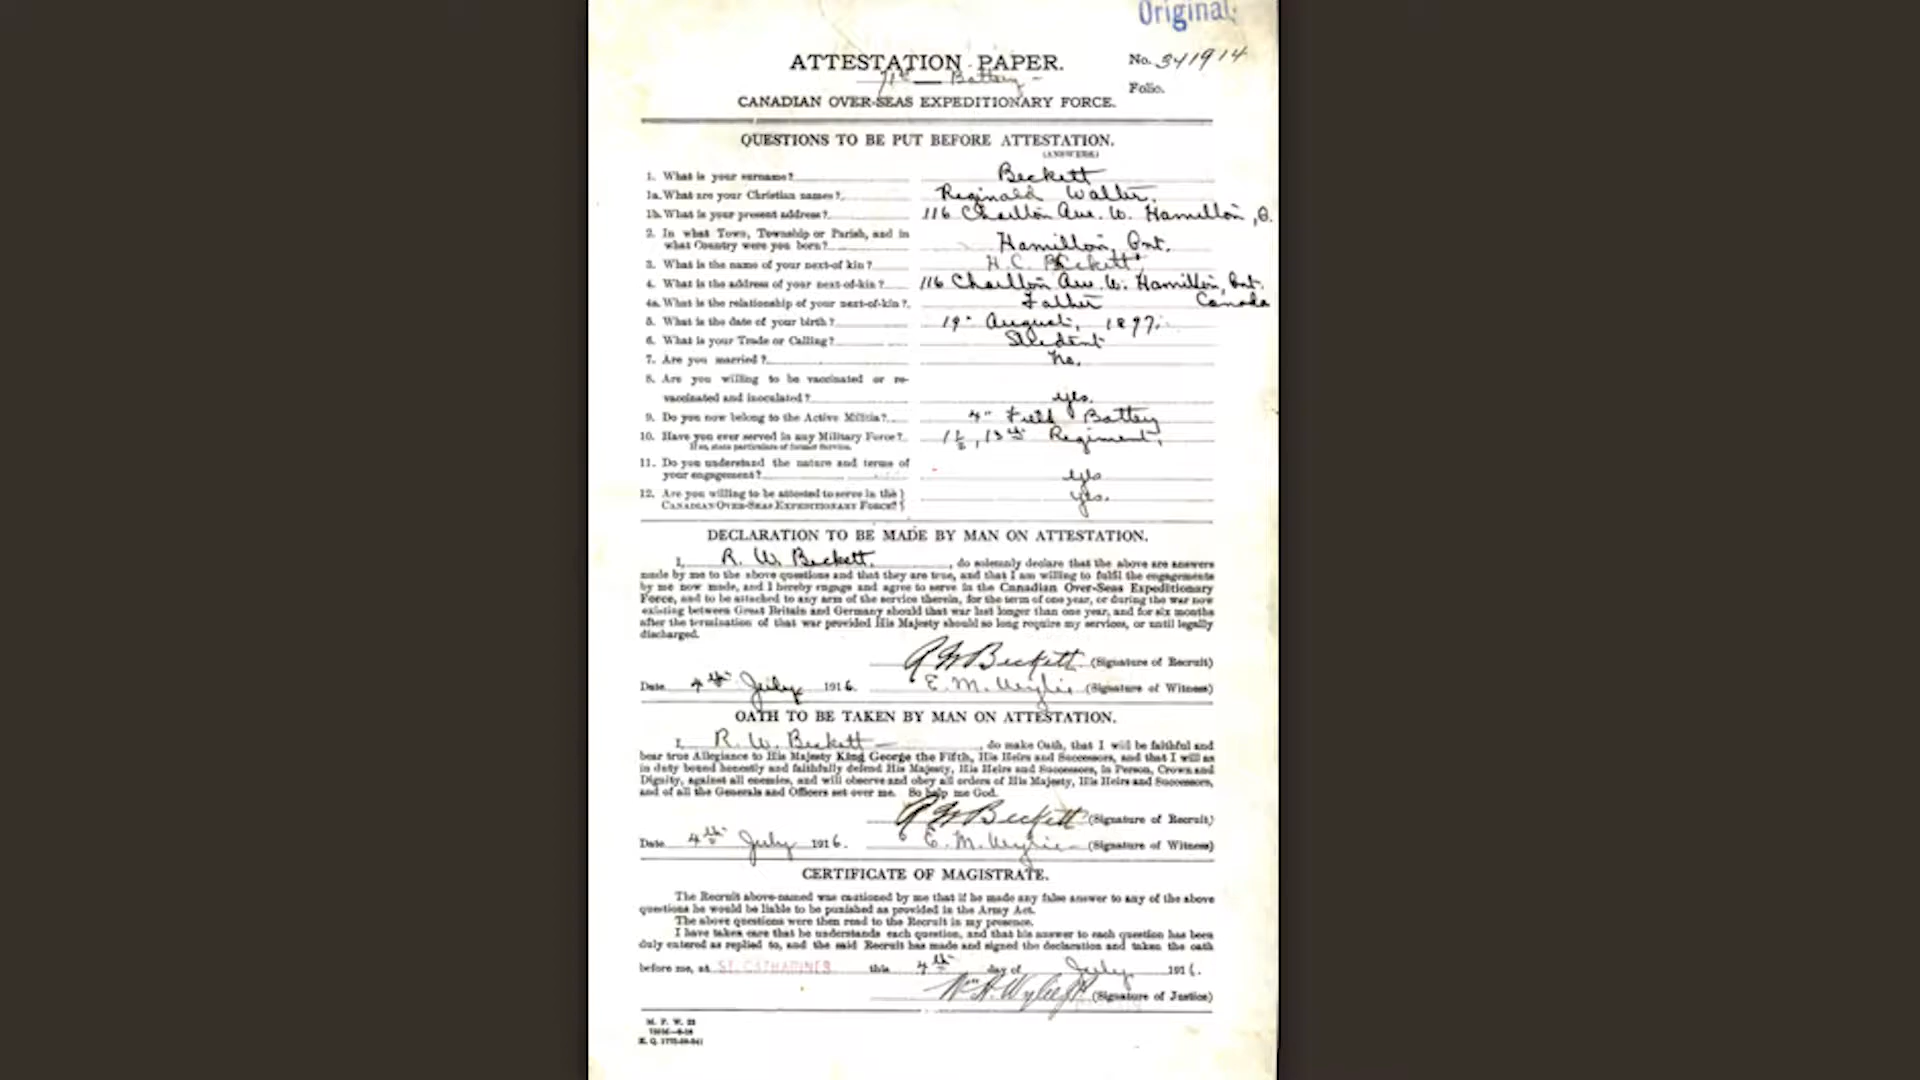 Original
ATTESTATION PAPER.
No. 341914
71st Battery -
Folio.
CANADIAN OVER-SEAS EXPEDITIONARY FORCE.
QUESTIONS TO BE PUT BEFORE ATTESTATION.
(ANSWERS)
1. What is your surname? Beckett
1a. What are your Christian names? Reginald Walter.
1b. What is your present address? 116 Charlton Ave. W. Hamilton, O.
2. In what Town, Township or Parish, and in
what Country were you born? Hamilton, Ont.
3. What is the name of your next-of kin? H. C. Beckett
4. What is the address of your next-of-kin? 116 Charlton Ave. W. Hamilton, Ont.
Canada
4a. What is the relationship of your next-of-kin? Father
5. What is the date of your birth? 19th August, 1897.
6. What is your Trade or Calling? Student
7. Are you married? No.
8. Are you willing to be vaccinated or re-
vaccinated and inoculated? yes.
9. Do you now belong to the Active Militia? 4th Field Battery
10. Have you ever served in any Military Force? 1½, 13th Regiment.
If so, state particulars of former Service.
11. Do you understand the nature and terms of
your engagement? yes
12. Are you willing to be attested to serve in the
CANADIAN OVER-SEAS EXPEDITIONARY FORCE? yes.
DECLARATION TO BE MADE BY MAN ON ATTESTATION.
I, R. W. Beckett, do solemnly declare that the above are answers
made by me to the above questions and that they are true, and that I am willing to fulfil the engagements
by me now made, and I hereby engage and agree to serve in the Canadian Over-Seas Expeditionary
Force, and to be attached to any arm of the service therein, for the term of one year, or during the war now
existing between Great Britain and Germany should that war last longer than one year, and for six months
after the termination of that war provided His Majesty should so long require my services, or until legally
discharged.
R W Beckett (Signature of Recruit)
Date 4th July 1916. E. M. Wylie (Signature of Witness)
OATH TO BE TAKEN BY MAN ON ATTESTATION.
I, R. W. Beckett, do make Oath, that I will be faithful and
bear true Allegiance to His Majesty King George the Fifth, His Heirs and Successors, and that I will as
in duty bound honestly and faithfully defend His Majesty, His Heirs and Successors, in Person, Crown and
Dignity, against all enemies, and will observe and obey all orders of His Majesty, His Heirs and Successors,
and of all the Generals and Officers set over me. So help me God.
R W Beckett (Signature of Recruit)
Date 4th July 1916. E. M. Wylie (Signature of Witness)
CERTIFICATE OF MAGISTRATE.
The Recruit above-named was cautioned by me that if he made any false answer to any of the above
questions he would be liable to be punished as provided in the Army Act.
The above questions were then read to the Recruit in my presence.
I have taken care that he understands each question, and that his answer to each question has been
duly entered as replied to, and the said Recruit has made and signed the declaration and taken the oath
before me, at ST. CATHARINES this 4th day of July 1916.
Wm H. Wylie JP (Signature of Justice)
M. F. W. 23